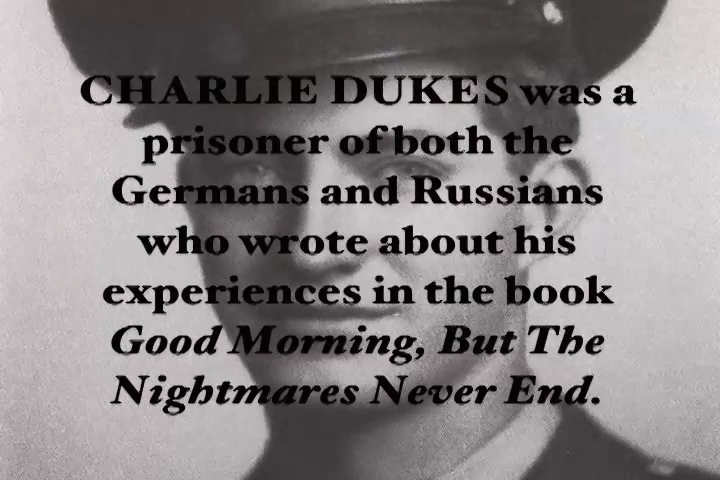 CHARLIE DUKES was a
prisoner of both the
Germans and Russians
who wrote about his
experiences in the book
Good Morning, But The
Nightmares Never End.